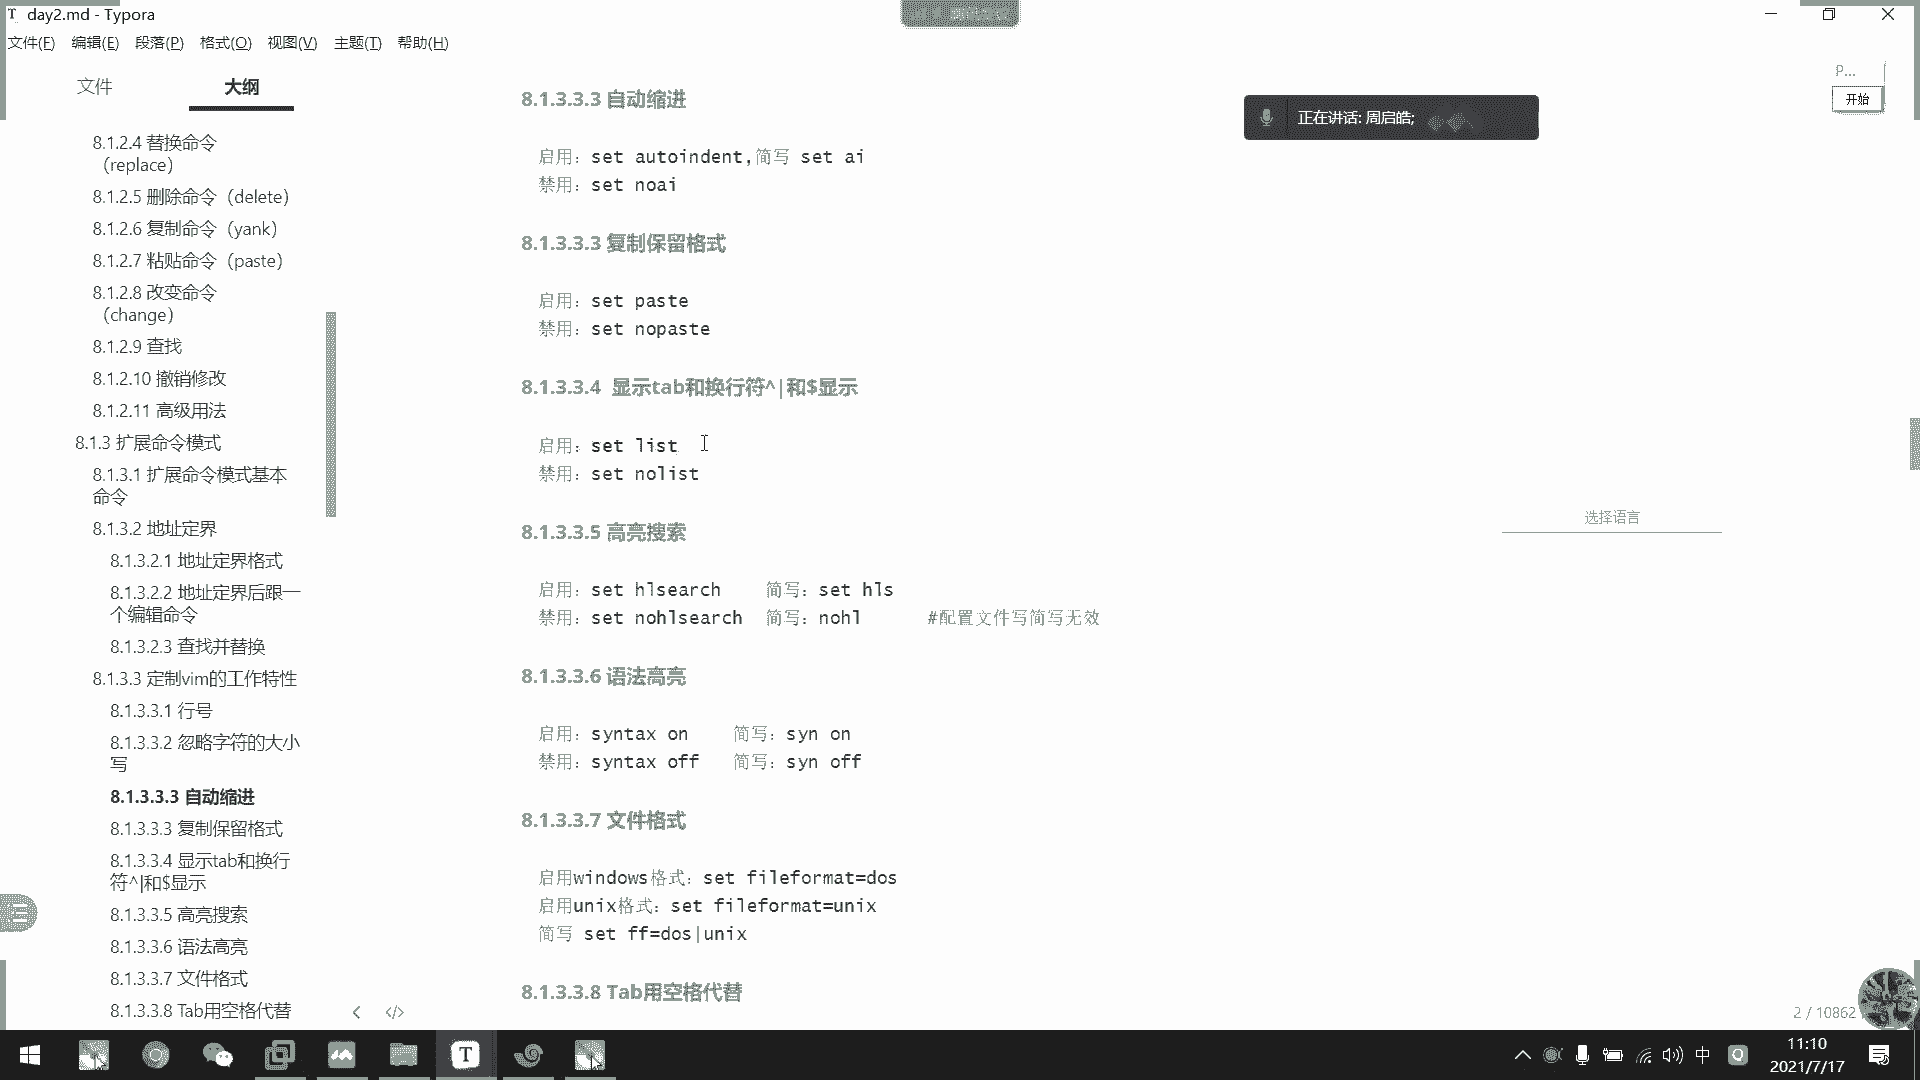 day2.md - Typora
文件(F) 编辑(E) 段落(P) 格式(O) 视图(V) 主题(T) 帮助(H)
文件 大纲
8.1.2.4 替换命令
（replace）
8.1.2.5 删除命令（delete）
8.1.2.6 复制命令（yank）
8.1.2.7 粘贴命令（paste）
8.1.2.8 改变命令
（change）
8.1.2.9 查找
8.1.2.10 撤销修改
8.1.2.11 高级用法
8.1.3 扩展命令模式
8.1.3.1 扩展命令模式基本
命令
8.1.3.2 地址定界
8.1.3.2.1 地址定界格式
8.1.3.2.2 地址定界后跟一
个编辑命令
8.1.3.2.3 查找并替换
8.1.3.3 定制vim的工作特性
8.1.3.3.1 行号
8.1.3.3.2 忽略字符的大小
写
8.1.3.3.3 自动缩进
8.1.3.3.3 复制保留格式
8.1.3.3.4 显示tab和换行
符^|和$显示
8.1.3.3.5 高亮搜索
8.1.3.3.6 语法高亮
8.1.3.3.7 文件格式
8.1.3.3.8 Tab用空格代替
8.1.3.3.3 自动缩进
启用：set autoindent,简写 set ai
禁用：set noai
8.1.3.3.3 复制保留格式
启用：set paste
禁用：set nopaste
8.1.3.3.4 显示tab和换行符^|和$显示
启用：set list
禁用：set nolist
8.1.3.3.5 高亮搜索
启用：set hlsearch 简写：set hls
禁用：set nohlsearch 简写：nohl #配置文件写简写无效
8.1.3.3.6 语法高亮
启用：syntax on 简写：syn on
禁用：syntax off 简写：syn off
8.1.3.3.7 文件格式
启用windows格式：set fileformat=dos
启用unix格式：set fileformat=unix
简写 set ff=dos|unix
8.1.3.3.8 Tab用空格代替
正在讲话: 周启皓;
P...
开始
选择语言
2 / 10862
中
11:10
2021/7/17